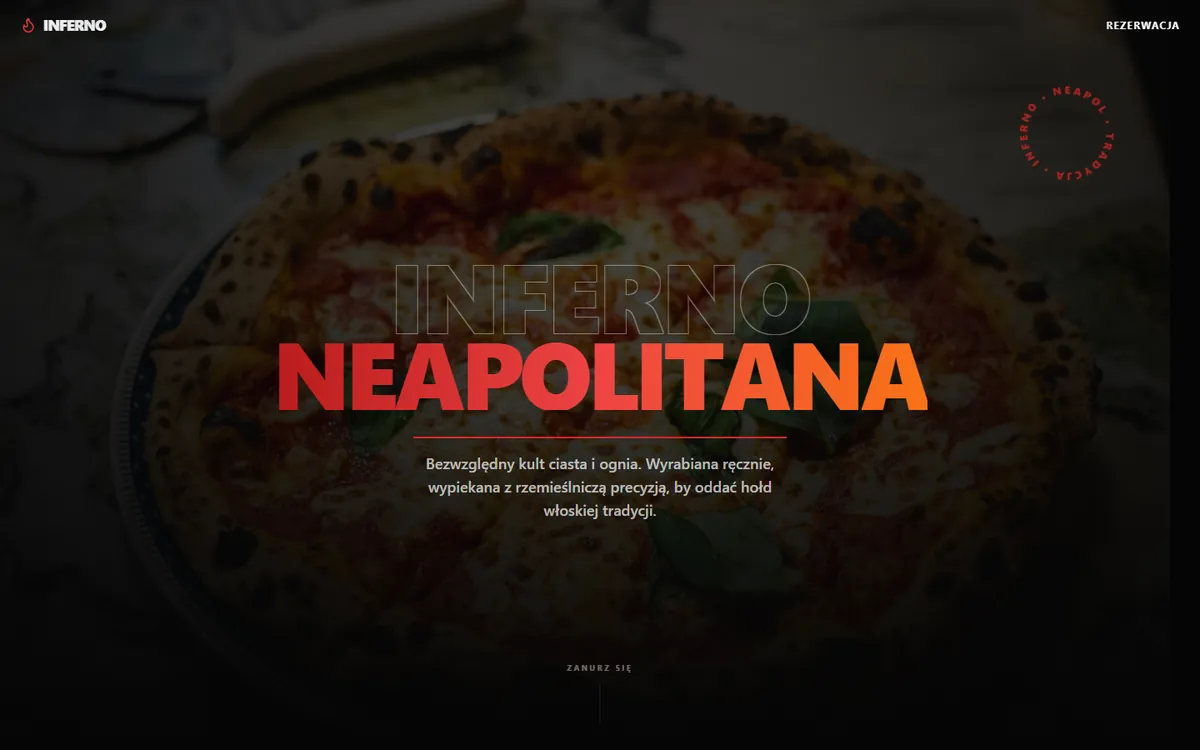 INFERNO
REZERWACJA
INFERNO • NEAPOL • TRADYCJA •
INFERNO
NEAPOLITANA
Bezwzględny kult ciasta i ognia. Wyrabiana ręcznie,
wypiekana z rzemieślniczą precyzją, by oddać hołd
włoskiej tradycji.
ZANURZ SIĘ